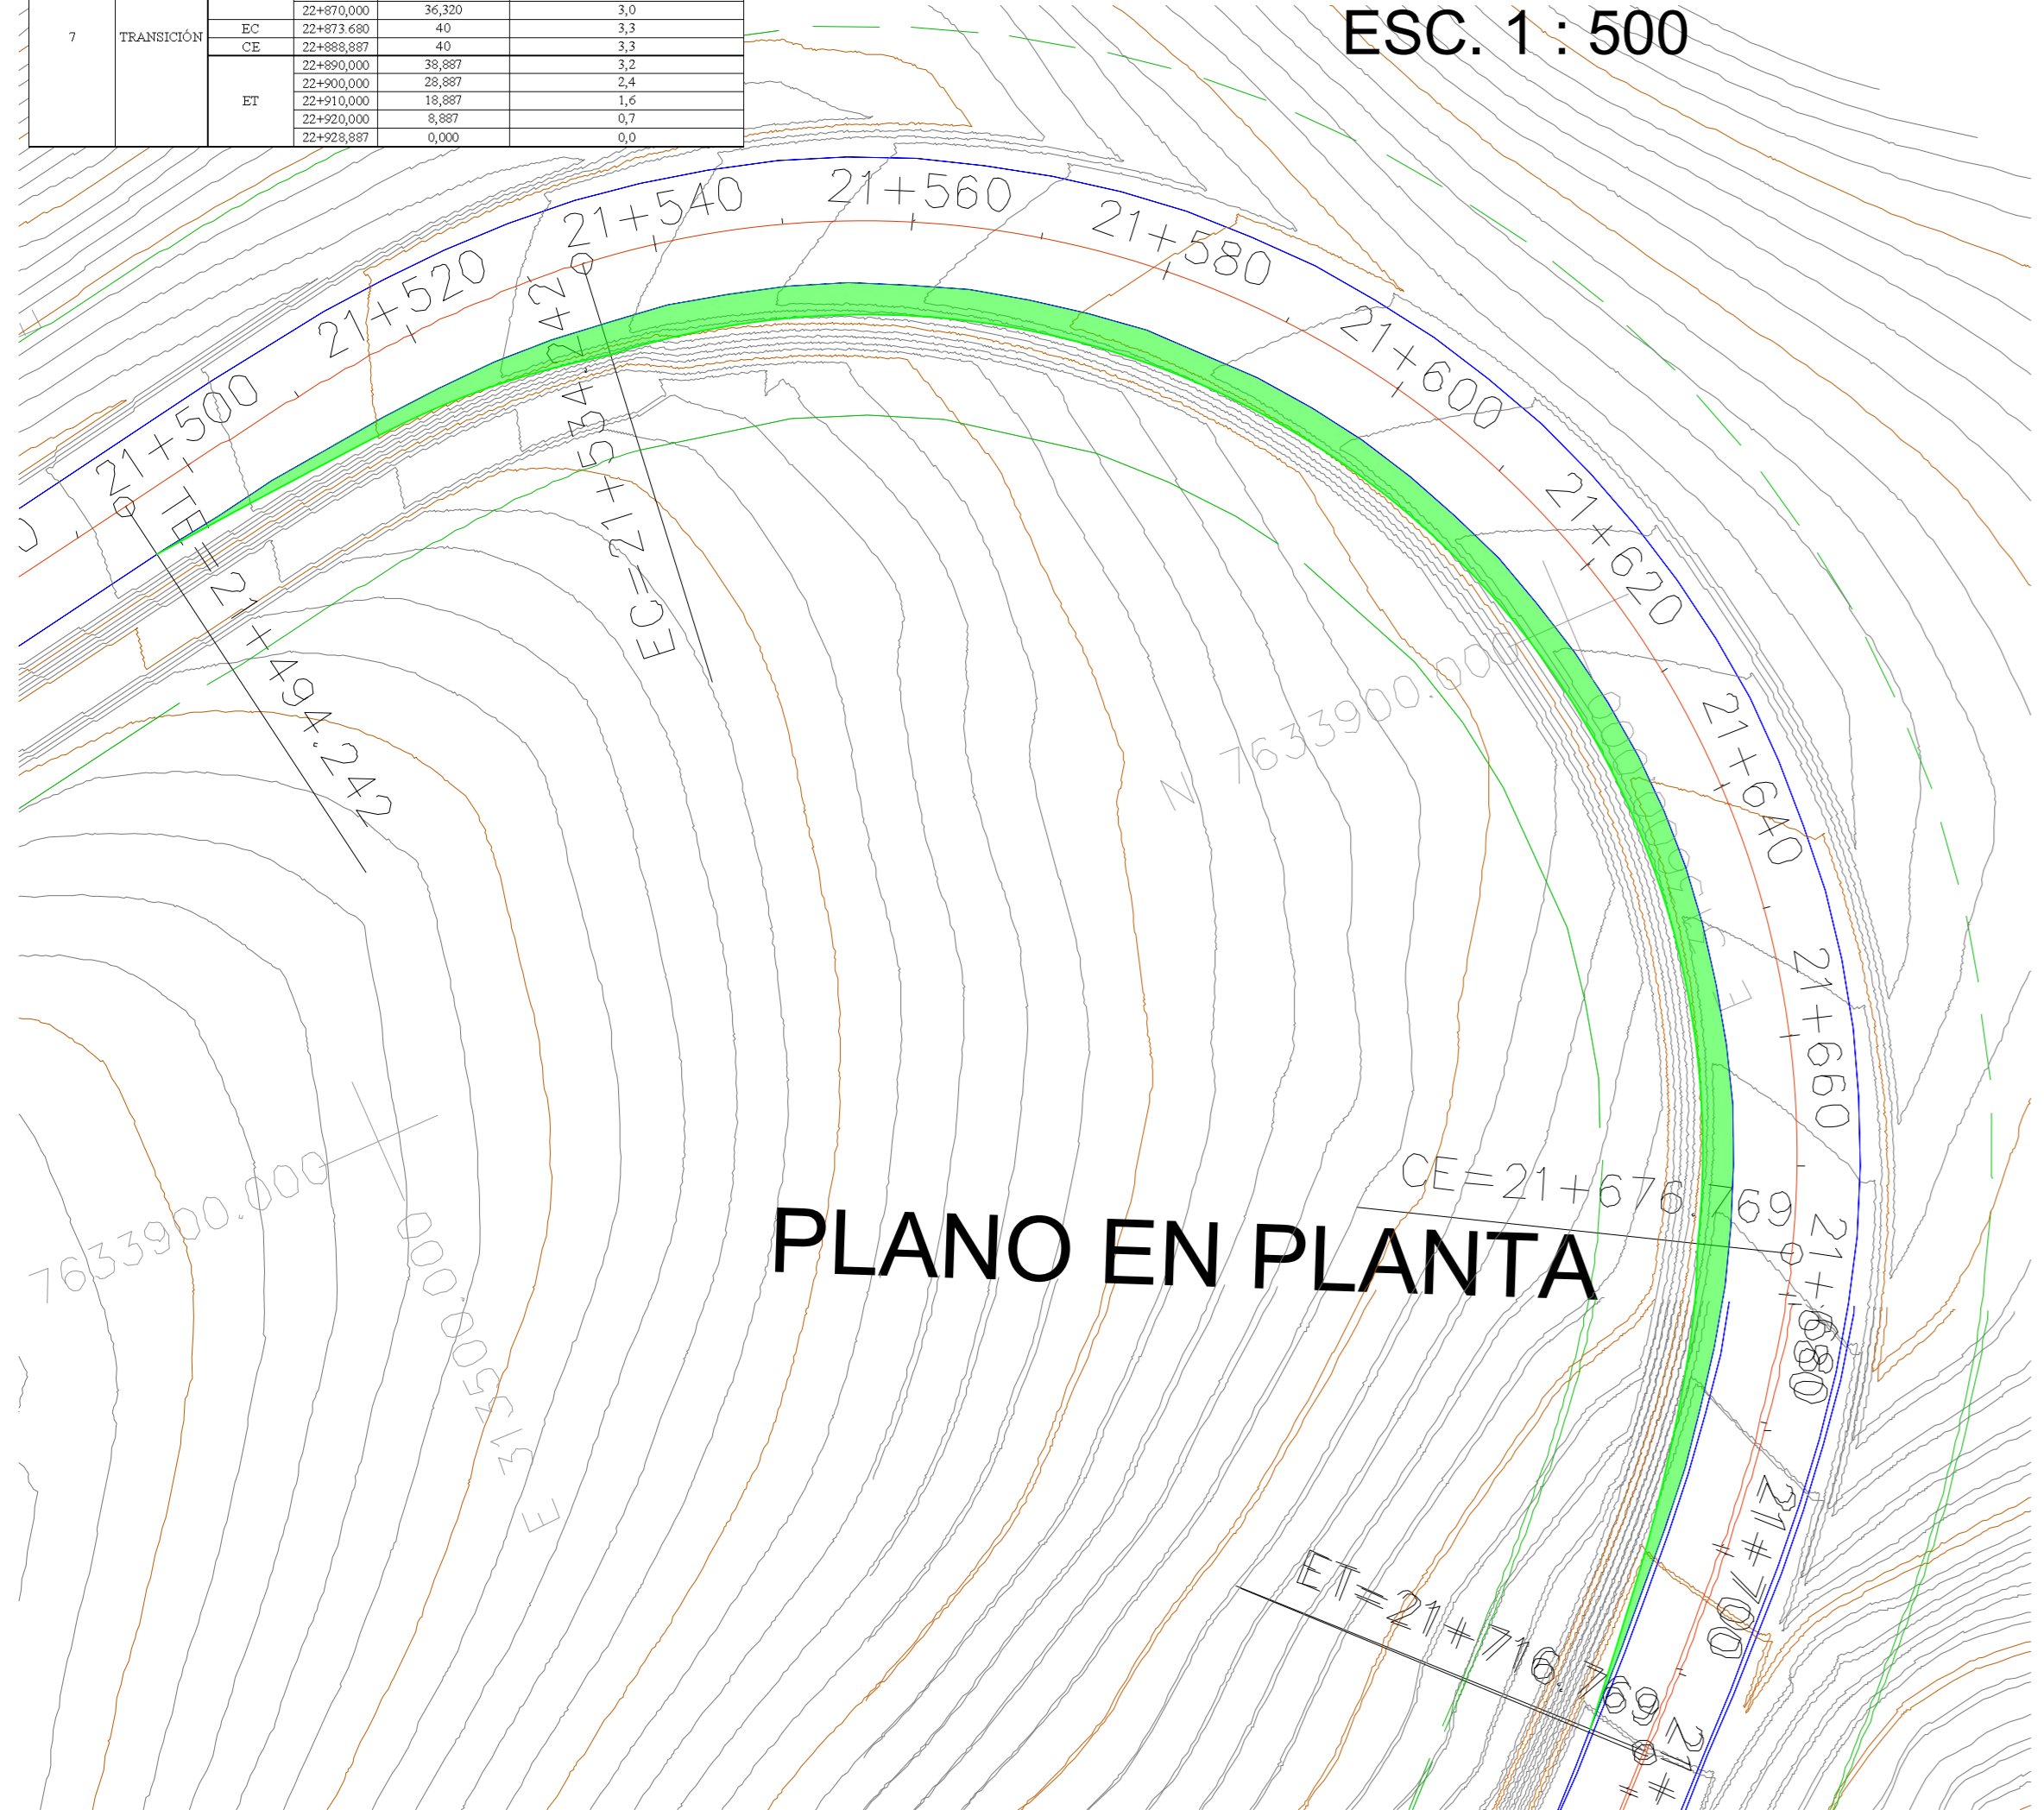 22+870,000 36,320 3,0
7 TRANSICIÓN EC 22+873.680 40 3,3
CE 22+888,887 40 3,3
22+890,000 38,887 3,2
22+900,000 28,887 2,4
ET 22+910,000 18,887 1,6
22+920,000 8,887 0,7
22+928,887 0,000 0,0
ESC. 1 : 500
21+500
21+520
21+540
21+560
21+580
21+600
21+620
21+640
21+660
21+680
21+700
21+
TE=21+494.242
EC=21+534.242
CE=21+676.769
ET=21+716.769
N 7633900.000
7633900.000
E 315
PLANO EN PLANTA